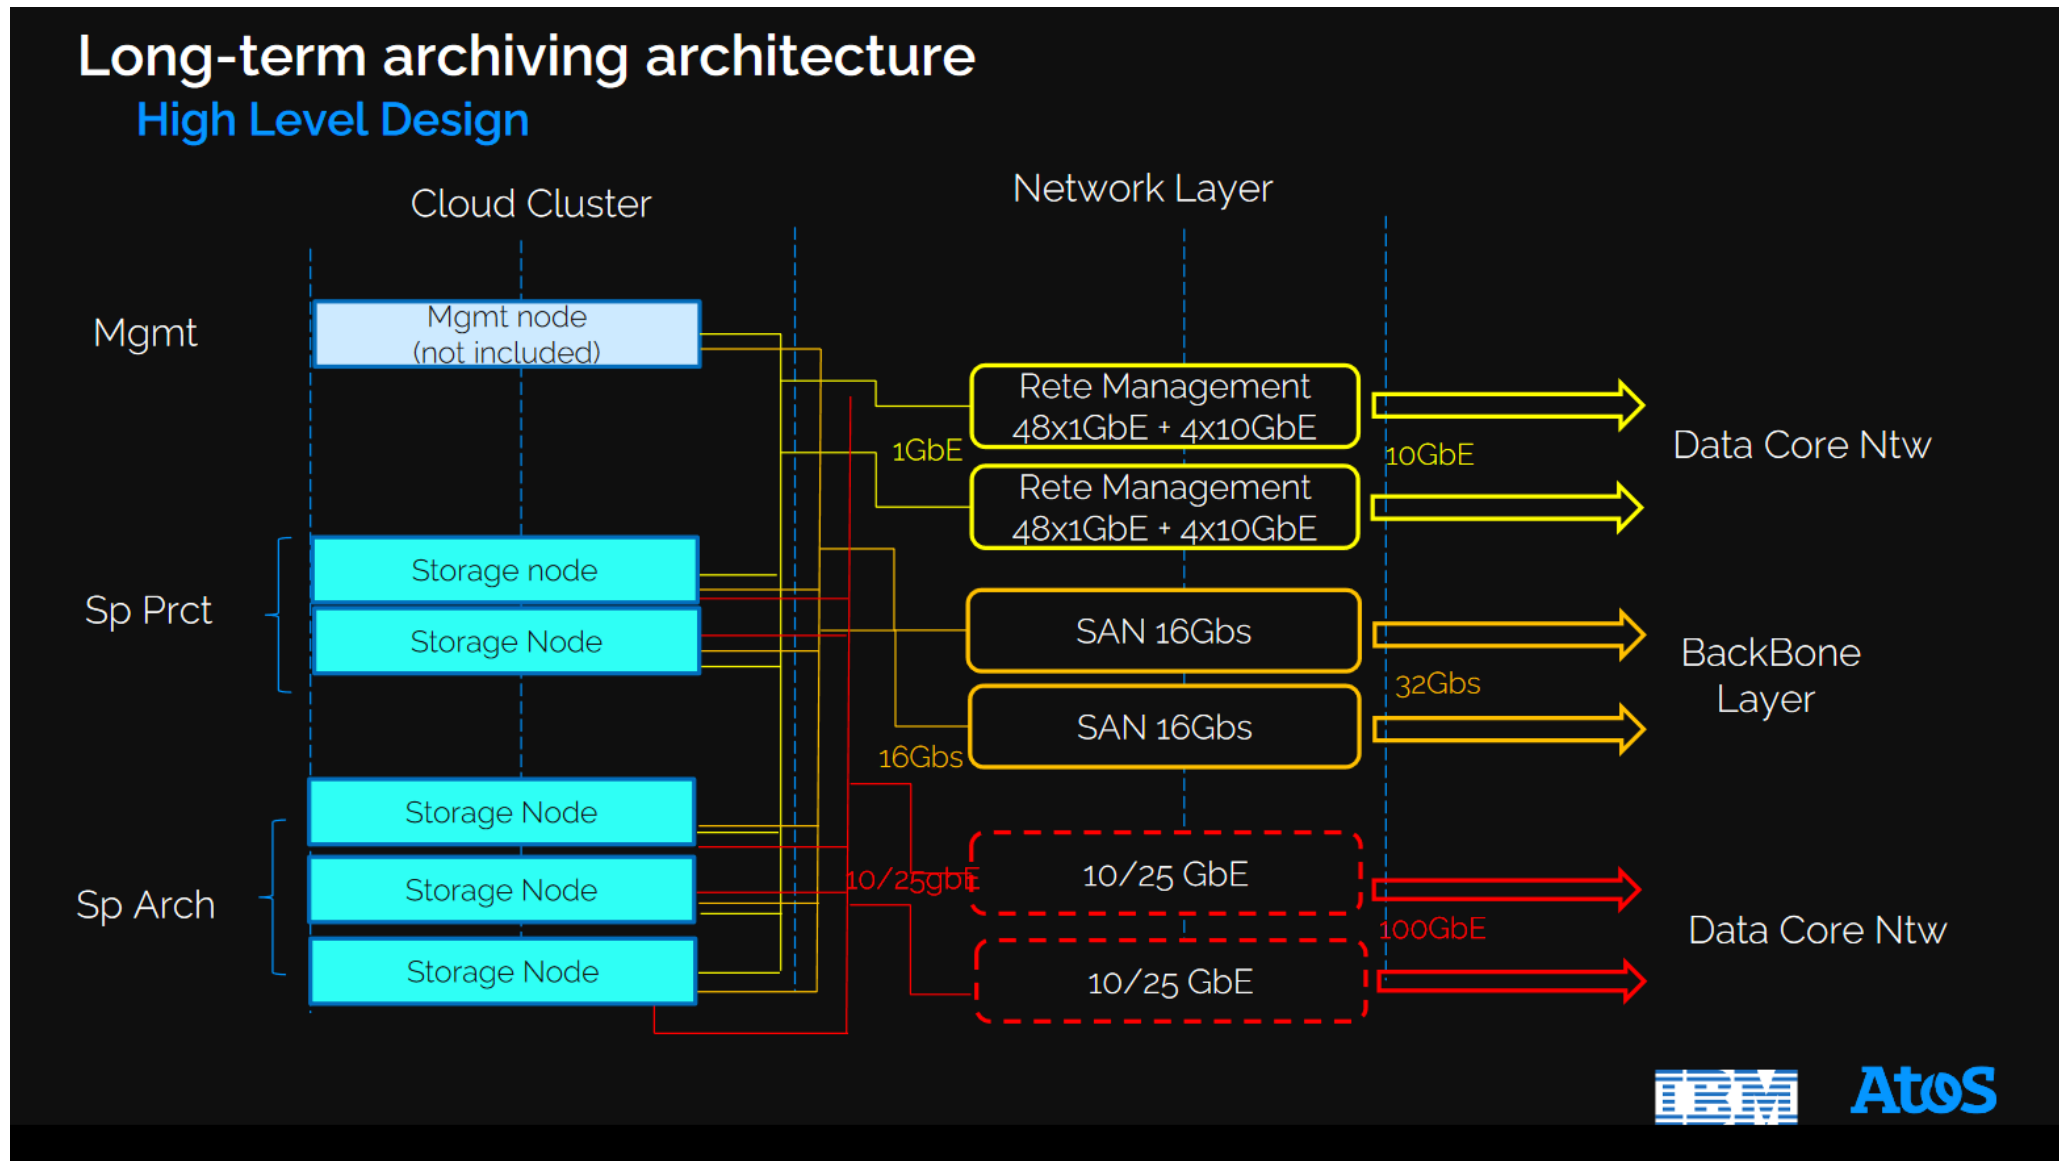 Long-term archiving architecture
High Level Design
Cloud Cluster
Network Layer
Mgmt
Mgmt node
(not included)
Rete Management
48x1GbE + 4x10GbE
1GbE
10GbE
Data Core Ntw
Rete Management
48x1GbE + 4x10GbE
Sp Prct
Storage node
Storage Node
SAN 16Gbs
32Gbs
BackBone
Layer
SAN 16Gbs
16Gbs
Sp Arch
Storage Node
Storage Node
Storage Node
10/25gbE
10/25 GbE
100GbE
Data Core Ntw
10/25 GbE
IBM
Atos